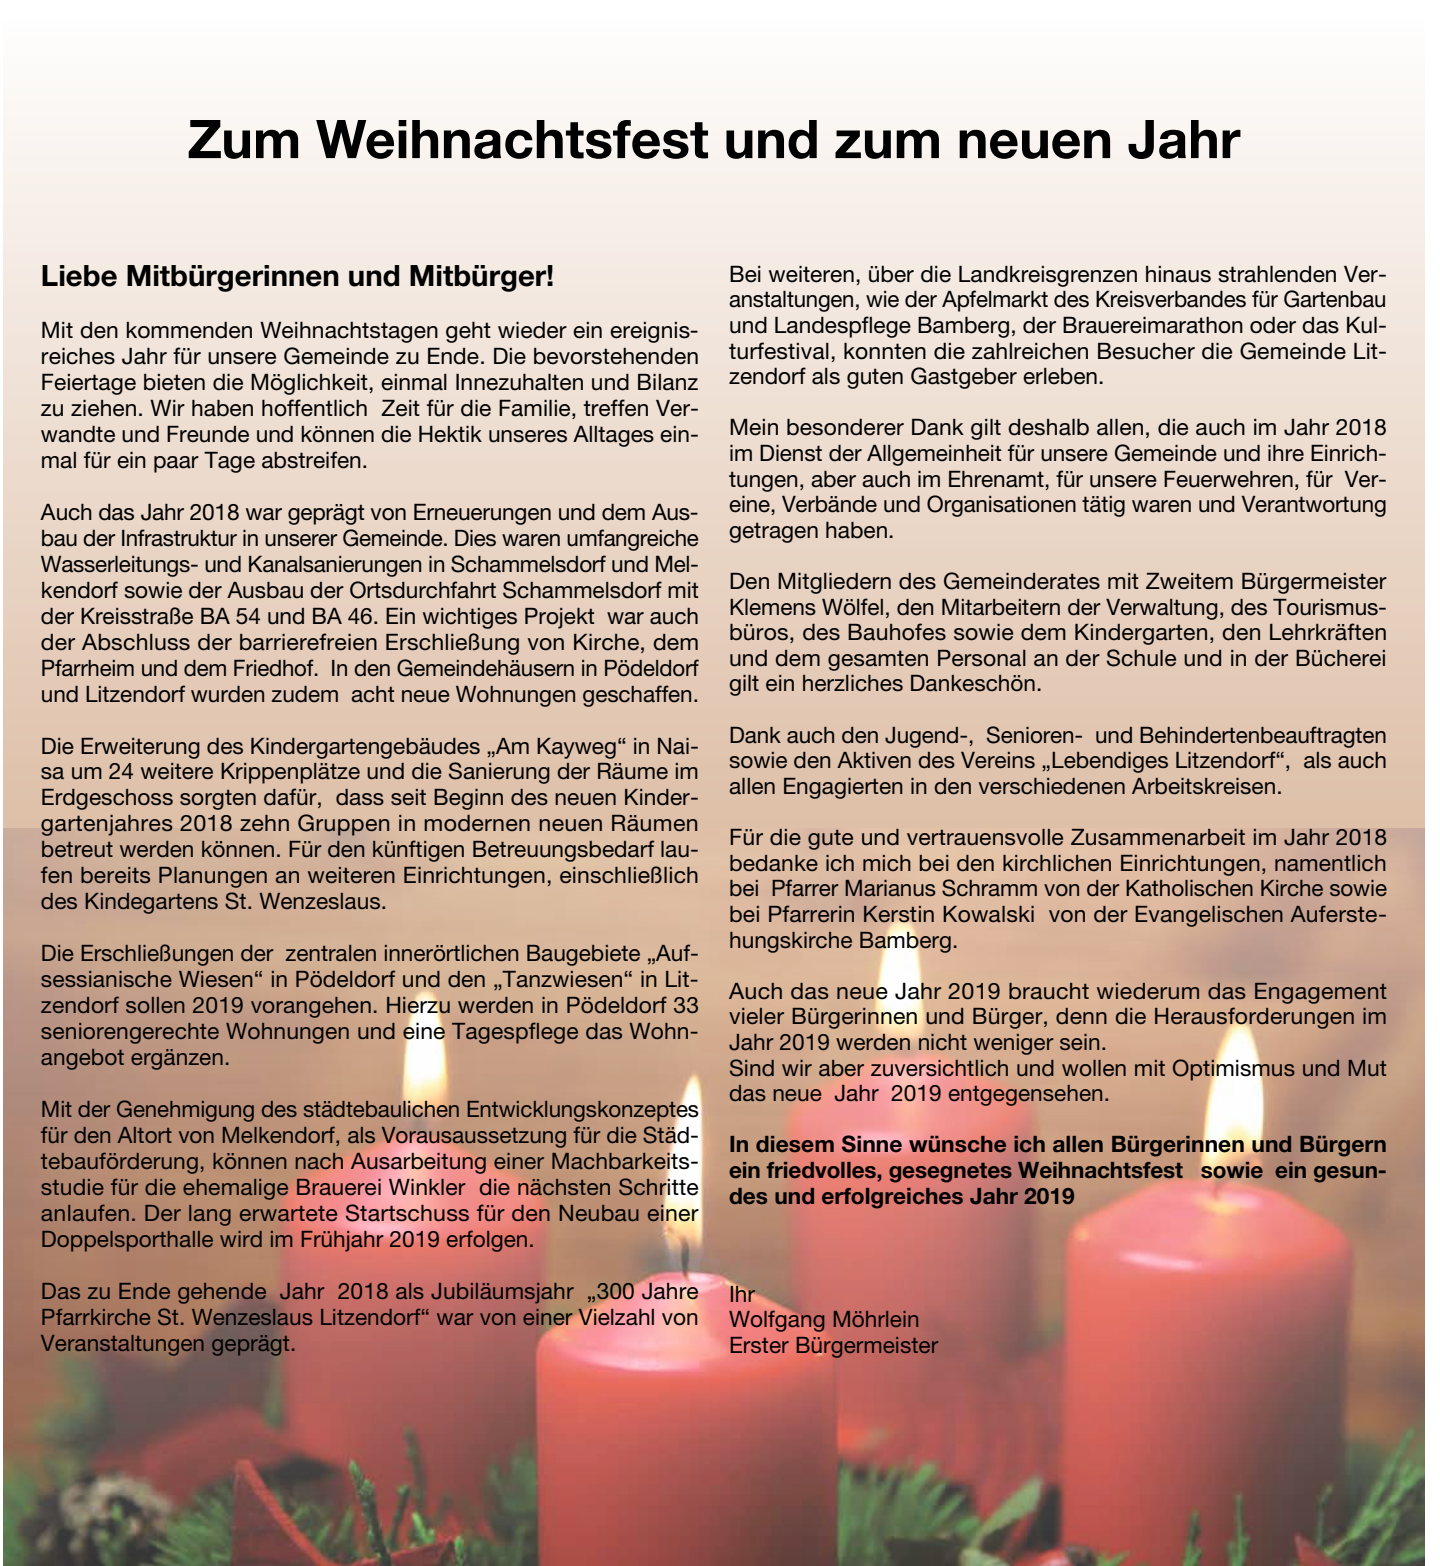 Zum Weihnachtsfest und zum neuen Jahr
Liebe Mitbürgerinnen und Mitbürger!
Mit den kommenden Weihnachtstagen geht wieder ein ereignis-
reiches Jahr für unsere Gemeinde zu Ende. Die bevorstehenden
Feiertage bieten die Möglichkeit, einmal Innezuhalten und Bilanz
zu ziehen. Wir haben hoffentlich Zeit für die Familie, treffen Ver-
wandte und Freunde und können die Hektik unseres Alltages ein-
mal für ein paar Tage abstreifen.
Auch das Jahr 2018 war geprägt von Erneuerungen und dem Aus-
bau der Infrastruktur in unserer Gemeinde. Dies waren umfangreiche
Wasserleitungs- und Kanalsanierungen in Schammelsdorf und Mel-
kendorf sowie der Ausbau der Ortsdurchfahrt Schammelsdorf mit
der Kreisstraße BA 54 und BA 46. Ein wichtiges Projekt war auch
der Abschluss der barrierefreien Erschließung von Kirche, dem
Pfarrheim und dem Friedhof. In den Gemeindehäusern in Pödeldorf
und Litzendorf wurden zudem acht neue Wohnungen geschaffen.
Die Erweiterung des Kindergartengebäudes „Am Kayweg“ in Nai-
sa um 24 weitere Krippenplätze und die Sanierung der Räume im
Erdgeschoss sorgten dafür, dass seit Beginn des neuen Kinder-
gartenjahres 2018 zehn Gruppen in modernen neuen Räumen
betreut werden können. Für den künftigen Betreuungsbedarf lau-
fen bereits Planungen an weiteren Einrichtungen, einschließlich
des Kindegartens St. Wenzeslaus.
Die Erschließungen der zentralen innerörtlichen Baugebiete „Auf-
sessianische Wiesen“ in Pödeldorf und den „Tanzwiesen“ in Lit-
zendorf sollen 2019 vorangehen. Hierzu werden in Pödeldorf 33
seniorengerechte Wohnungen und eine Tagespflege das Wohn-
angebot ergänzen.
Mit der Genehmigung des städtebaulichen Entwicklungskonzeptes
für den Altort von Melkendorf, als Vorausaussetzung für die Städ-
tebauförderung, können nach Ausarbeitung einer Machbarkeits-
studie für die ehemalige Brauerei Winkler die nächsten Schritte
anlaufen. Der lang erwartete Startschuss für den Neubau einer
Doppelsporthalle wird im Frühjahr 2019 erfolgen.
Das zu Ende gehende Jahr 2018 als Jubiläumsjahr „300 Jahre
Pfarrkirche St. Wenzeslaus Litzendorf“ war von einer Vielzahl von
Veranstaltungen geprägt.
Bei weiteren, über die Landkreisgrenzen hinaus strahlenden Ver-
anstaltungen, wie der Apfelmarkt des Kreisverbandes für Gartenbau
und Landespflege Bamberg, der Brauereimarathon oder das Kul-
turfestival, konnten die zahlreichen Besucher die Gemeinde Lit-
zendorf als guten Gastgeber erleben.
Mein besonderer Dank gilt deshalb allen, die auch im Jahr 2018
im Dienst der Allgemeinheit für unsere Gemeinde und ihre Einrich-
tungen, aber auch im Ehrenamt, für unsere Feuerwehren, für Ver-
eine, Verbände und Organisationen tätig waren und Verantwortung
getragen haben.
Den Mitgliedern des Gemeinderates mit Zweitem Bürgermeister
Klemens Wölfel, den Mitarbeitern der Verwaltung, des Tourismus-
büros, des Bauhofes sowie dem Kindergarten, den Lehrkräften
und dem gesamten Personal an der Schule und in der Bücherei
gilt ein herzliches Dankeschön.
Dank auch den Jugend-, Senioren- und Behindertenbeauftragten
sowie den Aktiven des Vereins „Lebendiges Litzendorf“, als auch
allen Engagierten in den verschiedenen Arbeitskreisen.
Für die gute und vertrauensvolle Zusammenarbeit im Jahr 2018
bedanke ich mich bei den kirchlichen Einrichtungen, namentlich
bei Pfarrer Marianus Schramm von der Katholischen Kirche sowie
bei Pfarrerin Kerstin Kowalski von der Evangelischen Auferste-
hungskirche Bamberg.
Auch das neue Jahr 2019 braucht wiederum das Engagement
vieler Bürgerinnen und Bürger, denn die Herausforderungen im
Jahr 2019 werden nicht weniger sein.
Sind wir aber zuversichtlich und wollen mit Optimismus und Mut
das neue Jahr 2019 entgegensehen.
In diesem Sinne wünsche ich allen Bürgerinnen und Bürgern
ein friedvolles, gesegnetes Weihnachtsfest sowie ein gesun-
des und erfolgreiches Jahr 2019
Ihr
Wolfgang Möhrlein
Erster Bürgermeister